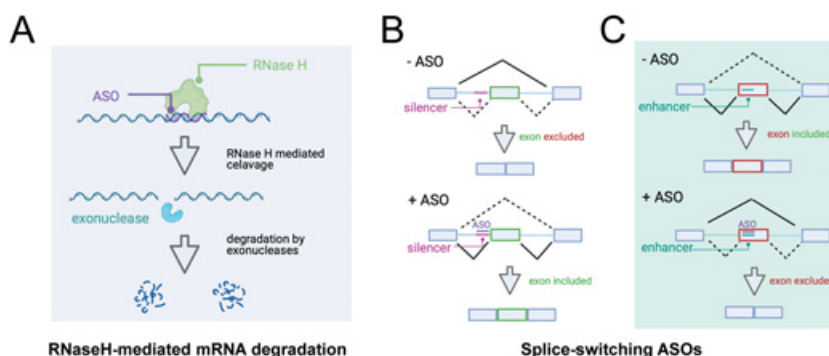 A
RNase H
ASO
RNase H mediated
celavage
exonuclease
degradation by
exonucleases
RNaseH-mediated mRNA degradation
B
- ASO
silencer
exon excluded
+ ASO
ASO
silencer
exon included
C
- ASO
enhancer
exon included
+ ASO
ASO
enhancer
exon excluded
Splice-switching ASOs